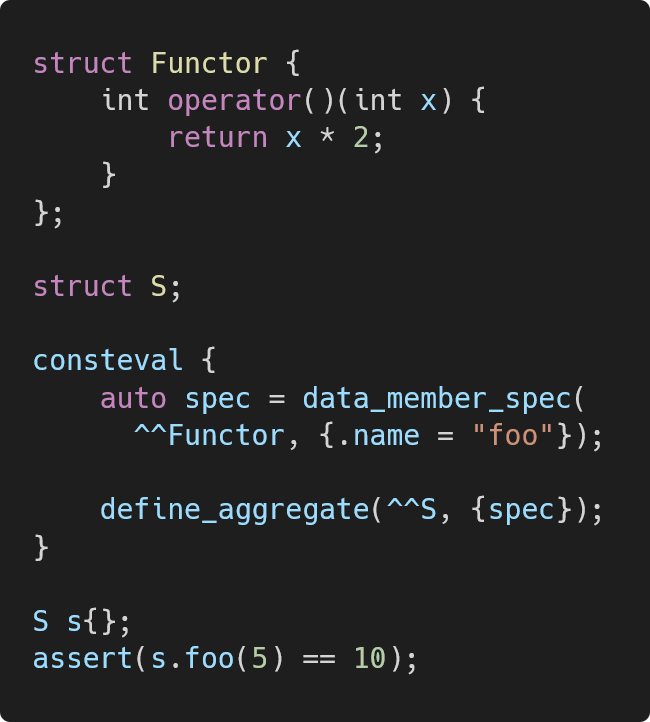 struct Functor {
    int operator()(int x) {
        return x * 2;
    }
};

struct S;

consteval {
    auto spec = data_member_spec(
      ^^Functor, {.name = "foo"});

    define_aggregate(^^S, {spec});
}

S s{};
assert(s.foo(5) == 10);